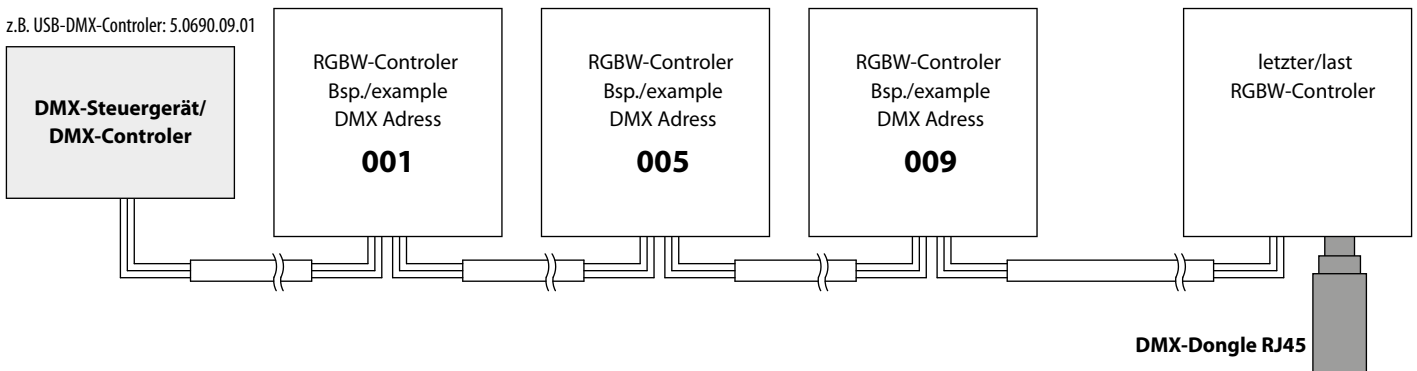 z.B. USB-DMX-Controler: 5.0690.09.01
DMX-Steuergerät/
DMX-Controler
RGBW-Controler
Bsp./example
DMX Adress
001
RGBW-Controler
Bsp./example
DMX Adress
005
RGBW-Controler
Bsp./example
DMX Adress
009
letzter/last
RGBW-Controler
DMX-Dongle RJ45